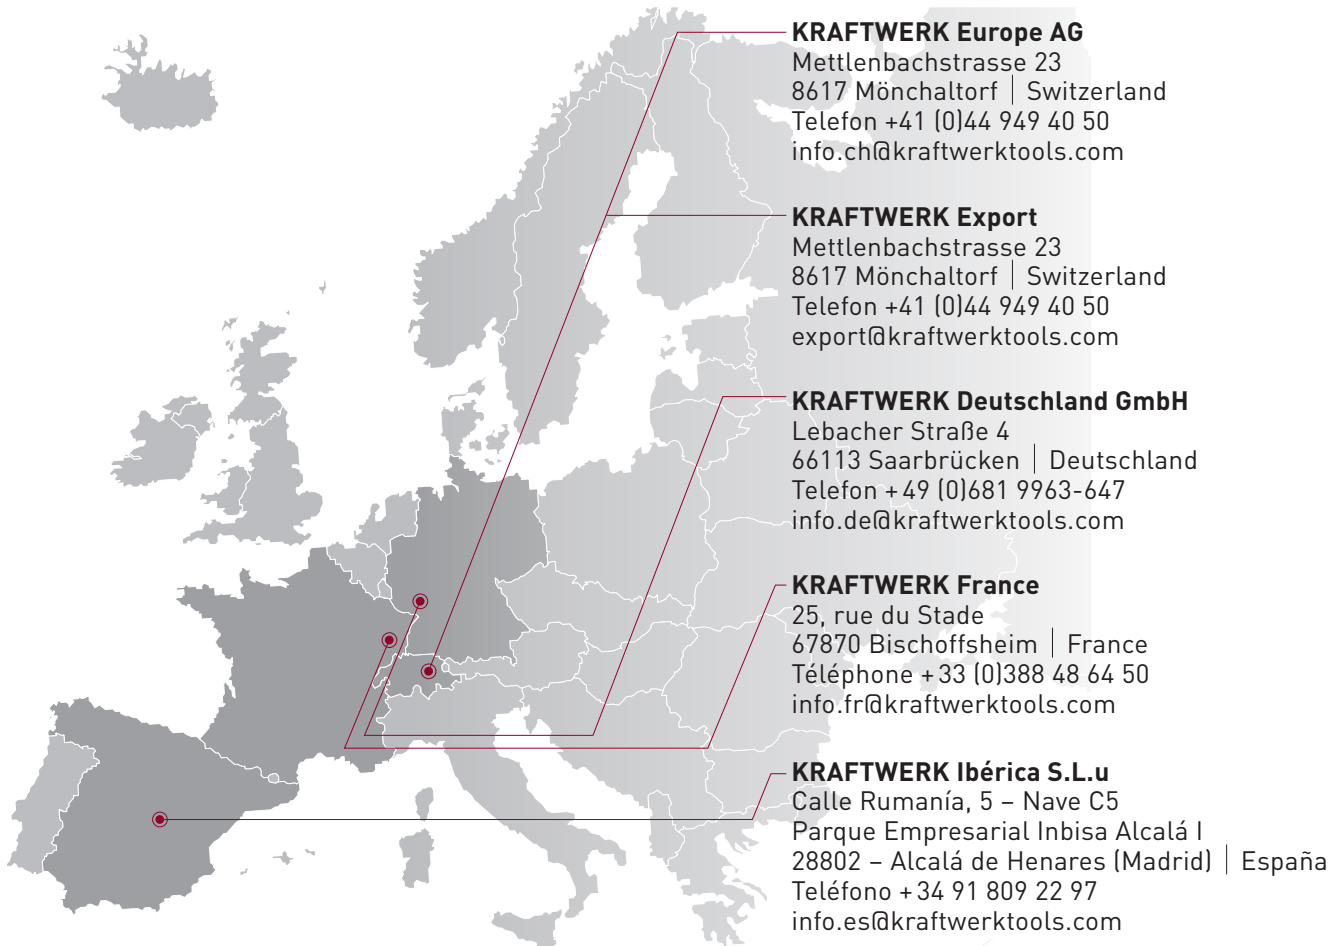 KRAFTWERK Europe AG
Mettlenbachstrasse 23
8617 Mönchaltorf | Switzerland
Telefon +41 (0)44 949 40 50
info.ch@kraftwerktools.com
KRAFTWERK Export
Mettlenbachstrasse 23
8617 Mönchaltorf | Switzerland
Telefon +41 (0)44 949 40 50
export@kraftwerktools.com
KRAFTWERK Deutschland GmbH
Lebacher Straße 4
66113 Saarbrücken | Deutschland
Telefon +49 (0)681 9963-647
info.de@kraftwerktools.com
KRAFTWERK France
25, rue du Stade
67870 Bischoffsheim | France
Téléphone +33 (0)388 48 64 50
info.fr@kraftwerktools.com
KRAFTWERK Ibérica S.L.u
Calle Rumanía, 5 – Nave C5
Parque Empresarial Inbisa Alcalá I
28802 – Alcalá de Henares (Madrid) | España
Teléfono +34 91 809 22 97
info.es@kraftwerktools.com